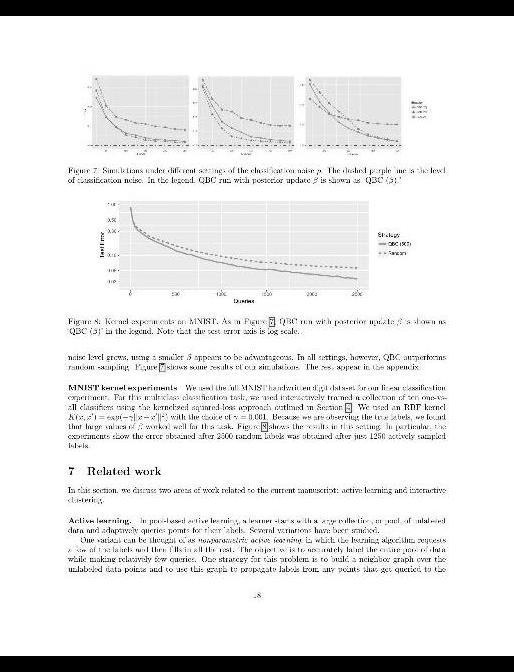 Figure 7: Simulations under different settings of the classification noise p. The dashed purple line is the level
of classification noise. In the legend, QBC run with posterior update β is shown as 'QBC (β).'
1.00
0.50
0.30
0.10
0.05
0.03
Test Error
0 500 1000 1500 2000 2500
Queries
Strategy
QBC (500)
Random
Figure 8: Kernel experiments on MNIST. As in Figure 7, QBC run with posterior update β is shown as
'QBC (β)' in the legend. Note that the test error axis is log-scale.
noise level grows, using a smaller β appears to be advantageous. In all settings, however, QBC outperforms
random sampling. Figure 7 shows some results of our simulations. The rest appear in the appendix.
MNIST kernel experiments We used the full MNIST handwritten digit dataset for our linear classification
experiment. For this multiclass classification task, we used interactively trained a collection of ten one-vs-
all classifiers using the kernelized squared-loss approach outlined in Section 4. We used an RBF kernel
K(x, x') = exp(−γ||x − x'||²) with the choice of γ = 0.001. Because we are observing the true labels, we found
that large values of β worked well for this task. Figure 8 shows the results in this setting. In particular, the
experiments show the error obtained after 2500 random labels was obtained after just 1250 actively sampled
labels.
7 Related work
In this section, we discuss two areas of work related to the current manuscript: active learning and interactive
clustering.
Active learning. In pool-based active learning, a learner starts with a large collection, or pool, of unlabeled
data and adaptively queries points for their labels. Several variations have been studied.
One variant can be thought of as nonparametric active learning, in which the learning algorithm requests
a few of the labels and then fills in all the rest. The objective is to accurately label the entire pool of data
while making relatively few queries. One strategy for this problem is to build a neighbor graph over the
unlabeled data points and to use this graph to propagate labels from any points that get queried to the
18